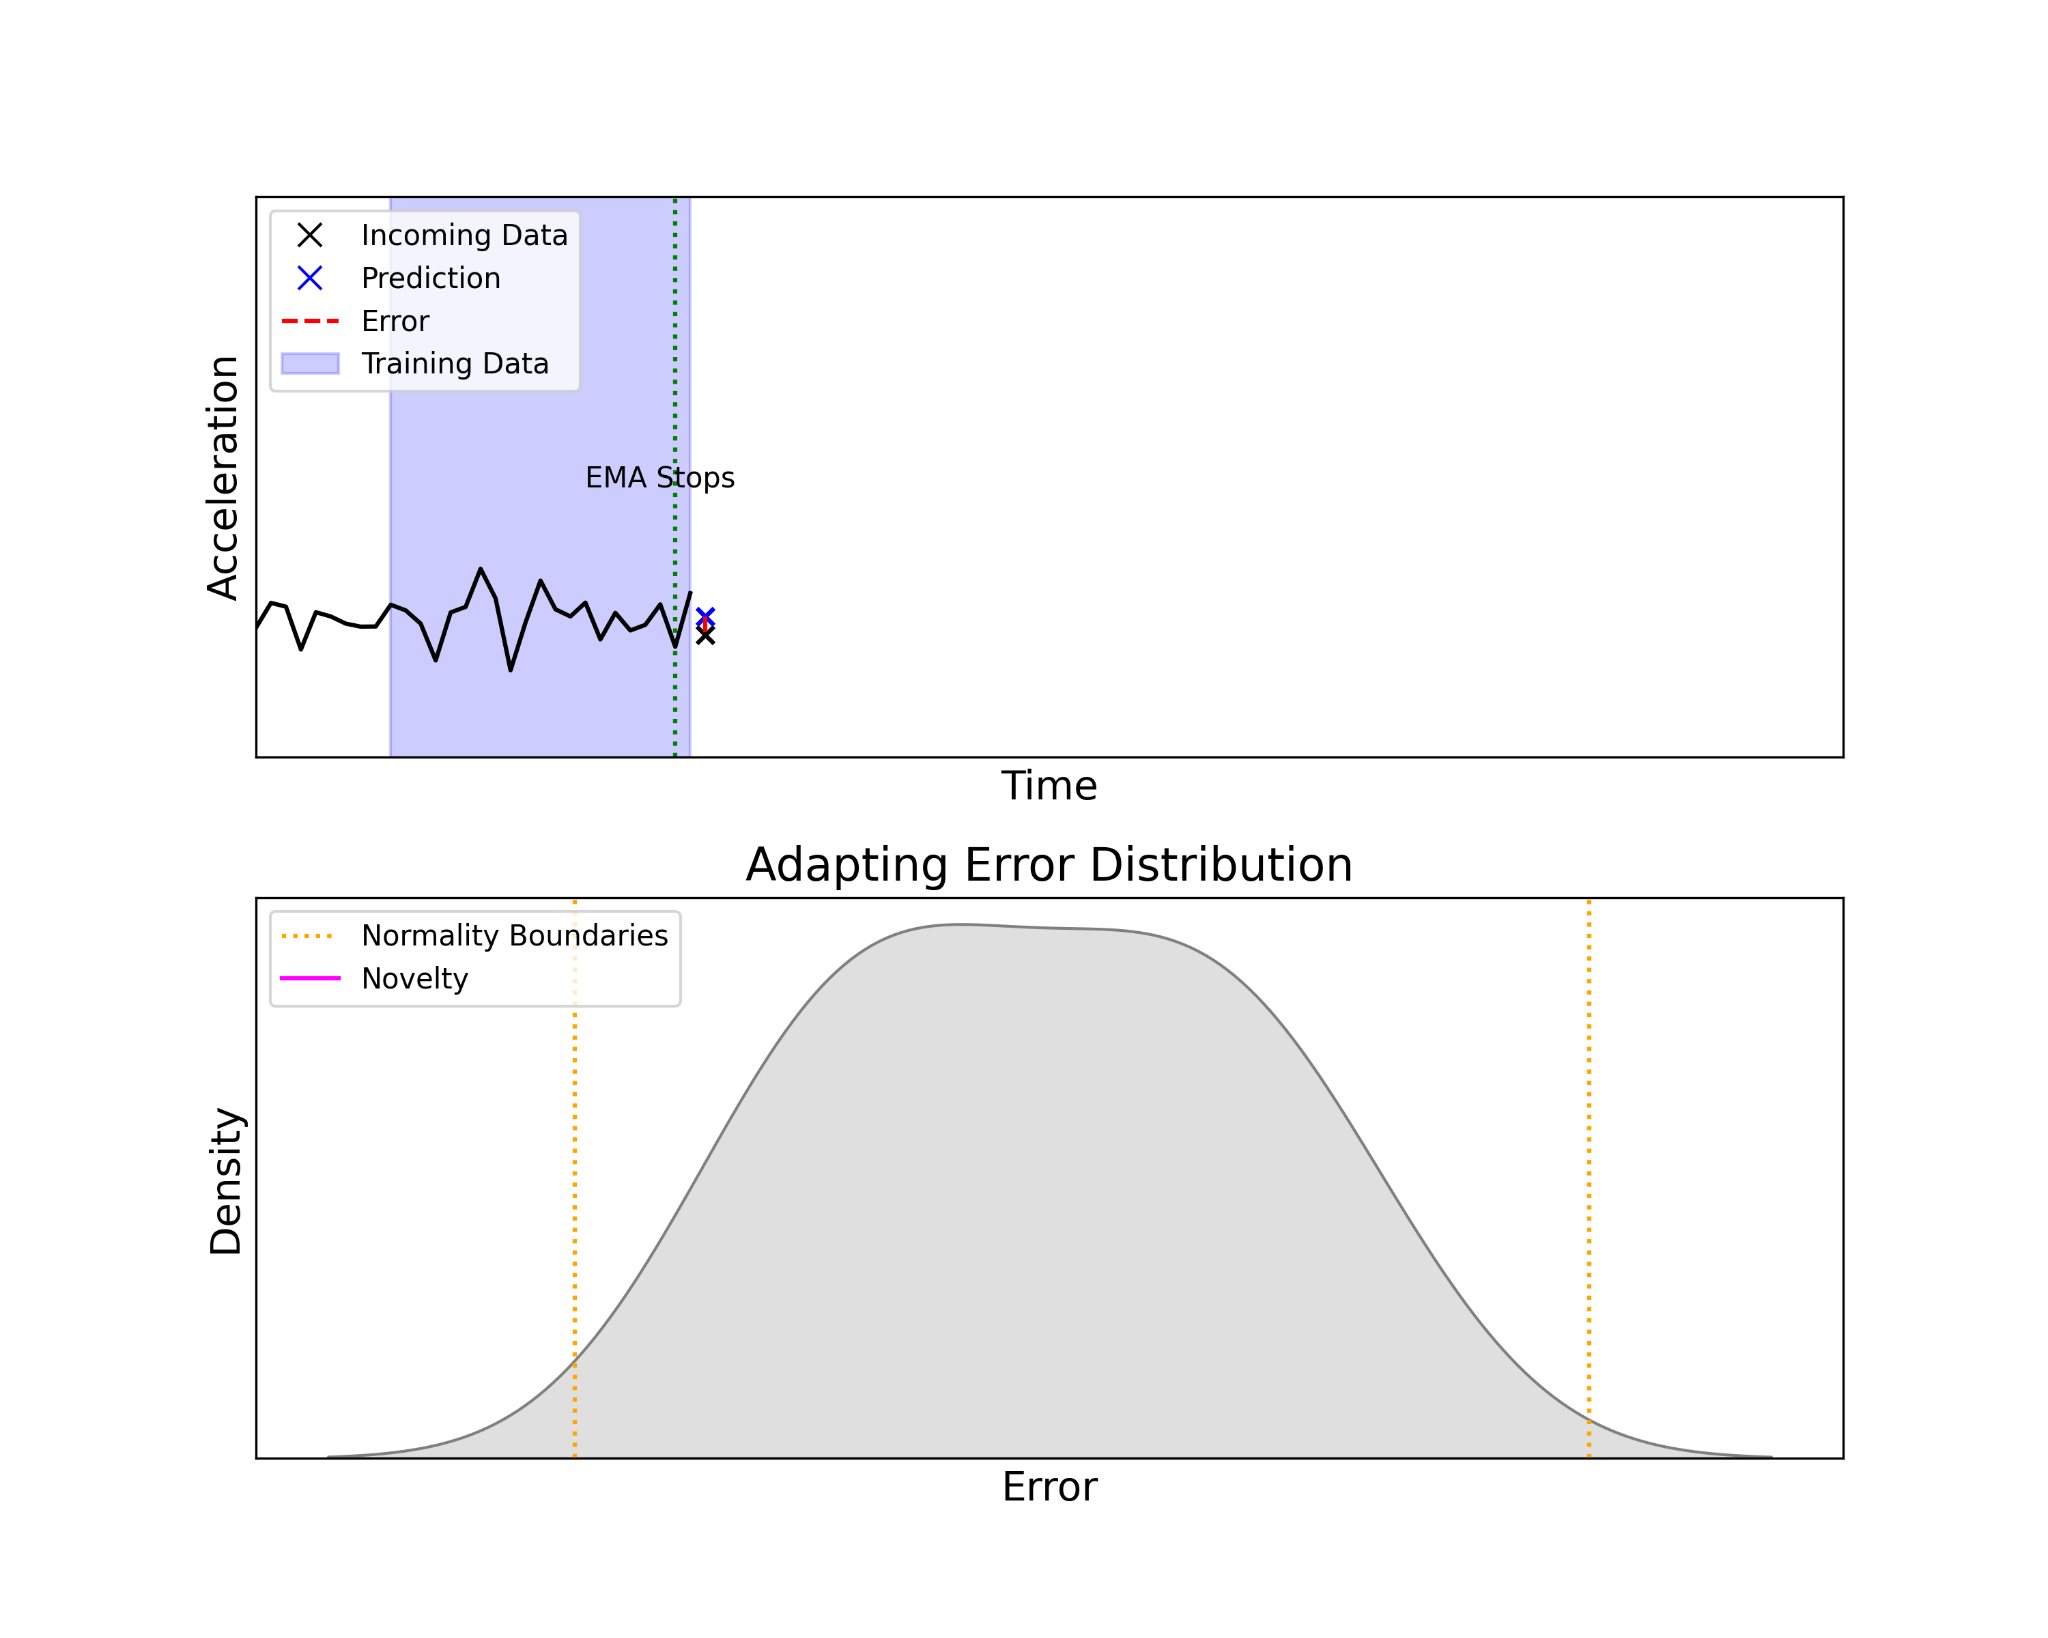 Incoming Data
Prediction
Error
Training Data
EMA Stops
Acceleration
Time
Adapting Error Distribution
Normality Boundaries
Novelty
Density
Error